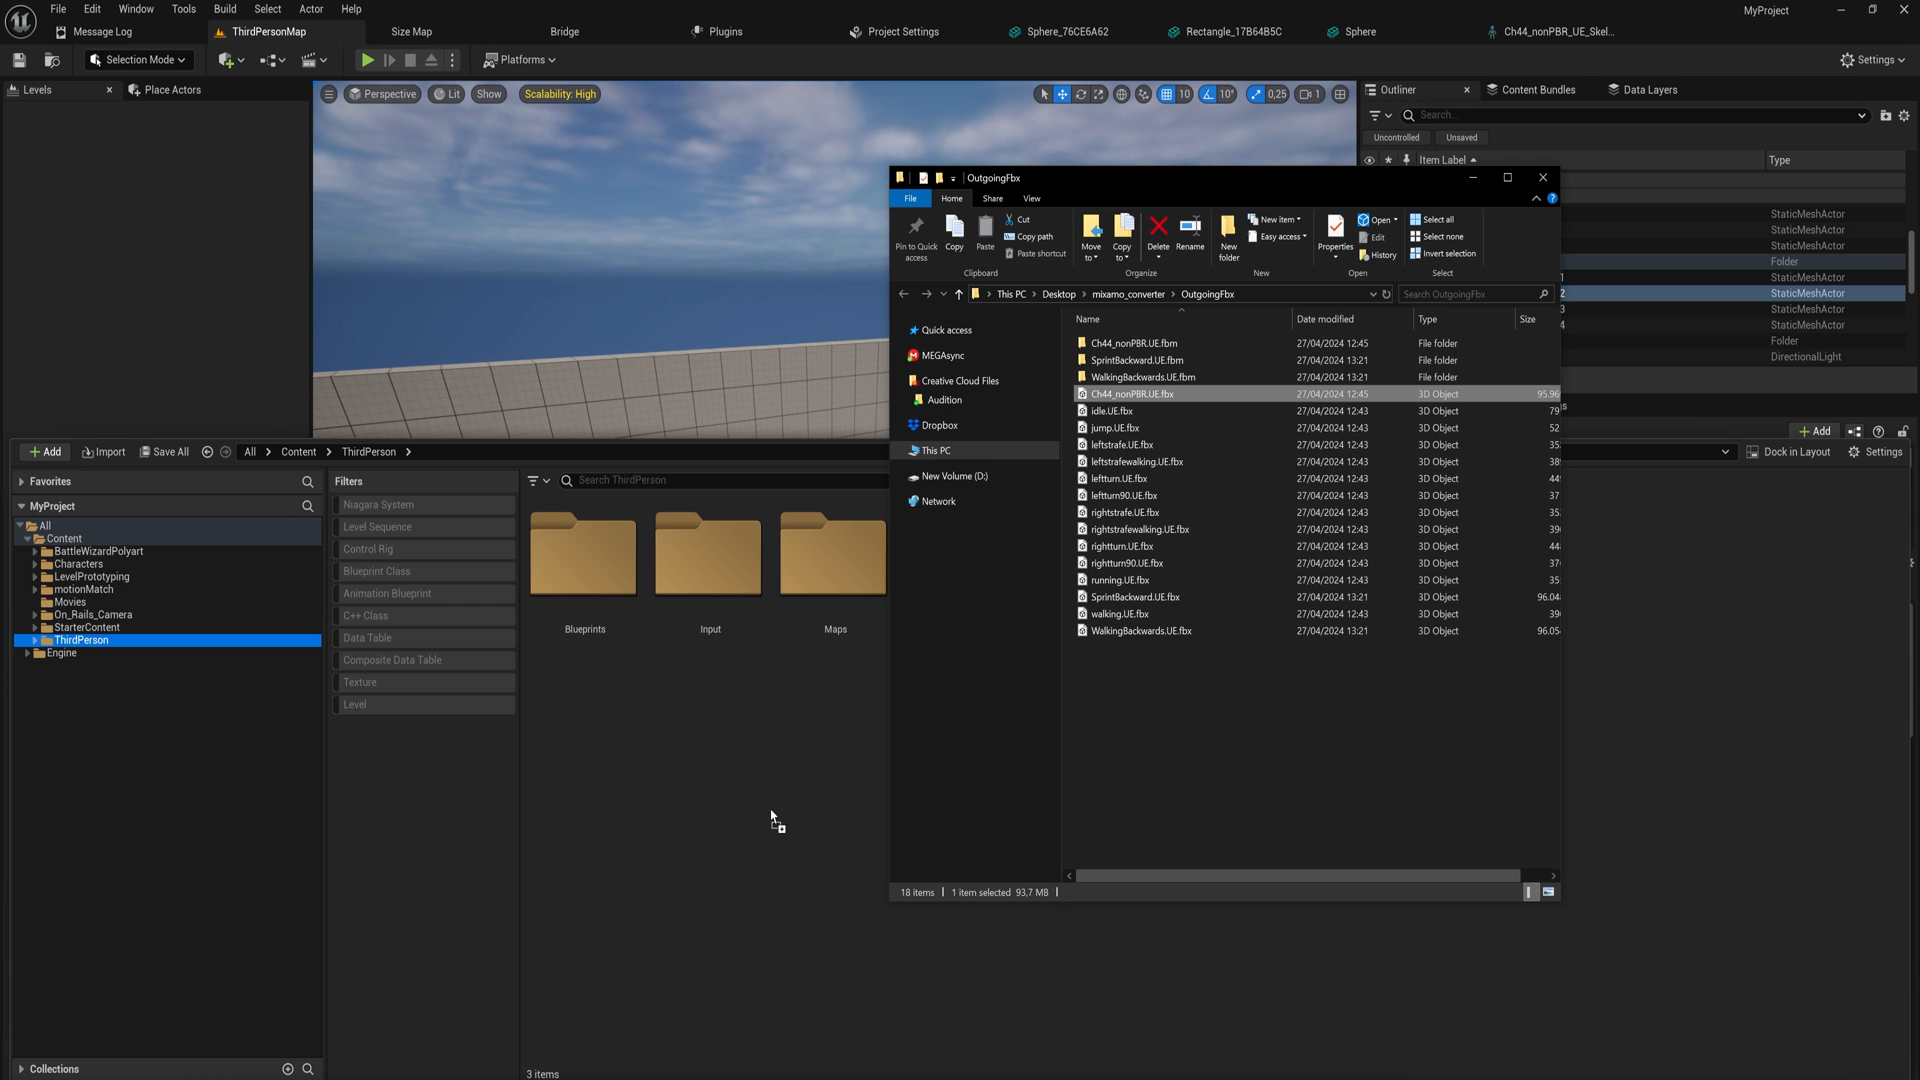 File Edit Window Tools Build Select Actor Help
MyProject
Message Log
ThirdPersonMap
Size Map
Bridge
Plugins
Project Settings
Sphere_76CE6A62
Rectangle_17B64B5C
Sphere
Ch44_nonPBR_UE_Skel...
Selection Mode
Platforms
Settings
Levels
Place Actors
Perspective
Lit
Show
Scalability: High
10
10°
0,25
1
Outliner
Content Bundles
Data Layers
Search...
Uncontrolled
Unsaved
Item Label
Type
StaticMeshActor
StaticMeshActor
StaticMeshActor
Folder
1 StaticMeshActor
2 StaticMeshActor
3 StaticMeshActor
4 StaticMeshActor
Folder
DirectionalLight
OutgoingFbx
File Home Share View
Pin to Quick access
Copy
Paste
Cut
Copy path
Paste shortcut
Clipboard
Move to
Copy to
Delete
Rename
Organize
New folder
New item
Easy access
New
Properties
Open
Edit
History
Open
Select all
Select none
Invert selection
Select
This PC
Desktop
mixamo_converter
OutgoingFbx
Search OutgoingFbx
Quick access
MEGAsync
Creative Cloud Files
Audition
Dropbox
This PC
New Volume (D:)
Network
Name Date modified Type Size
Ch44_nonPBR.UE.fbm 27/04/2024 12:45 File folder
SprintBackward.UE.fbm 27/04/2024 13:21 File folder
WalkingBackwards.UE.fbm 27/04/2024 13:21 File folder
Ch44_nonPBR.UE.fbx 27/04/2024 12:45 3D Object 95.96
idle.UE.fbx 27/04/2024 12:43 3D Object 79
jump.UE.fbx 27/04/2024 12:43 3D Object 52
leftstrafe.UE.fbx 27/04/2024 12:43 3D Object 35
leftstrafewalking.UE.fbx 27/04/2024 12:43 3D Object 38
leftturn.UE.fbx 27/04/2024 12:43 3D Object 44
leftturn90.UE.fbx 27/04/2024 12:43 3D Object 37
rightstrafe.UE.fbx 27/04/2024 12:43 3D Object 35
rightstrafewalking.UE.fbx 27/04/2024 12:43 3D Object 39
rightturn.UE.fbx 27/04/2024 12:43 3D Object 44
rightturn90.UE.fbx 27/04/2024 12:43 3D Object 37
running.UE.fbx 27/04/2024 12:43 3D Object 35
SprintBackward.UE.fbx 27/04/2024 13:21 3D Object 96.04
walking.UE.fbx 27/04/2024 12:43 3D Object 39
WalkingBackwards.UE.fbx 27/04/2024 13:21 3D Object 96.05
18 items
1 item selected 93,7 MB
Add
Add
Import
Save All
All
Content
ThirdPerson
Dock in Layout
Settings
Favorites
MyProject
All
Content
BattleWizardPolyart
Characters
LevelPrototyping
motionMatch
Movies
On_Rails_Camera
StarterContent
ThirdPerson
Engine
Collections
Filters
Niagara System
Level Sequence
Control Rig
Blueprint Class
Animation Blueprint
C++ Class
Data Table
Composite Data Table
Texture
Level
Search ThirdPerson
Blueprints
Input
Maps
3 items